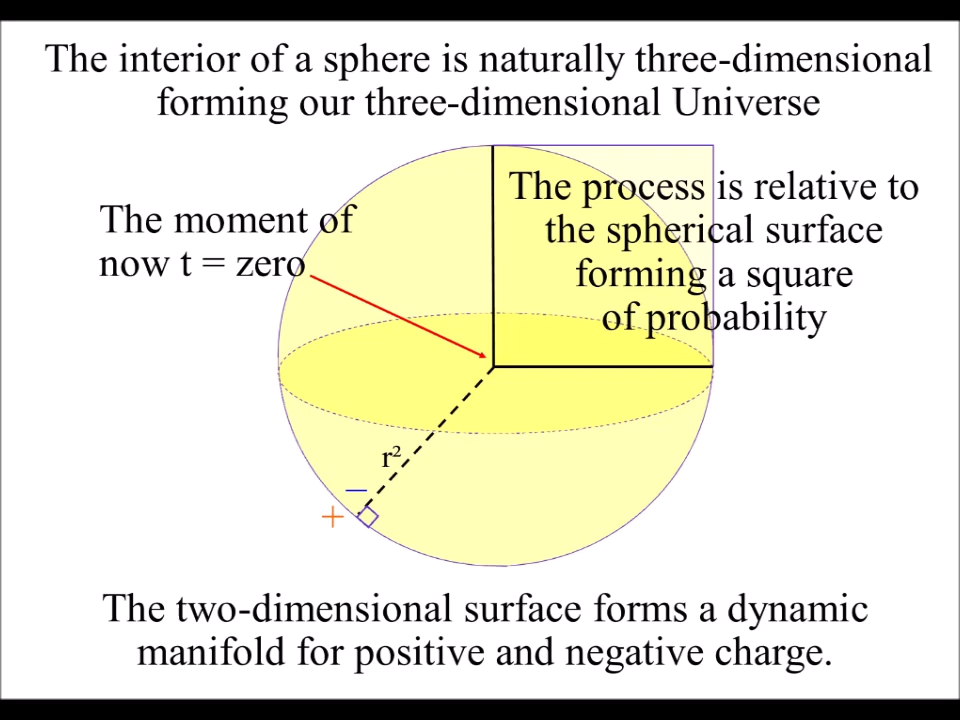 The interior of a sphere is naturally three-dimensional
forming our three-dimensional Universe
The moment of
now t = zero
The process is relative to
the spherical surface
forming a square
of probability
r²
−
+
The two-dimensional surface forms a dynamic
manifold for positive and negative charge.